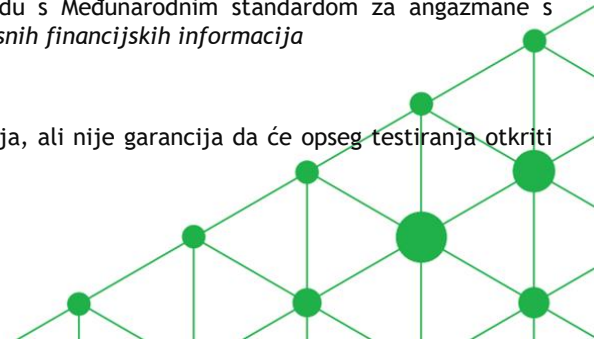 du s Međunarodnim standardom za angažmane s
snih financijskih informacija
ja, ali nije garancija da će opseg testiranja otkriti